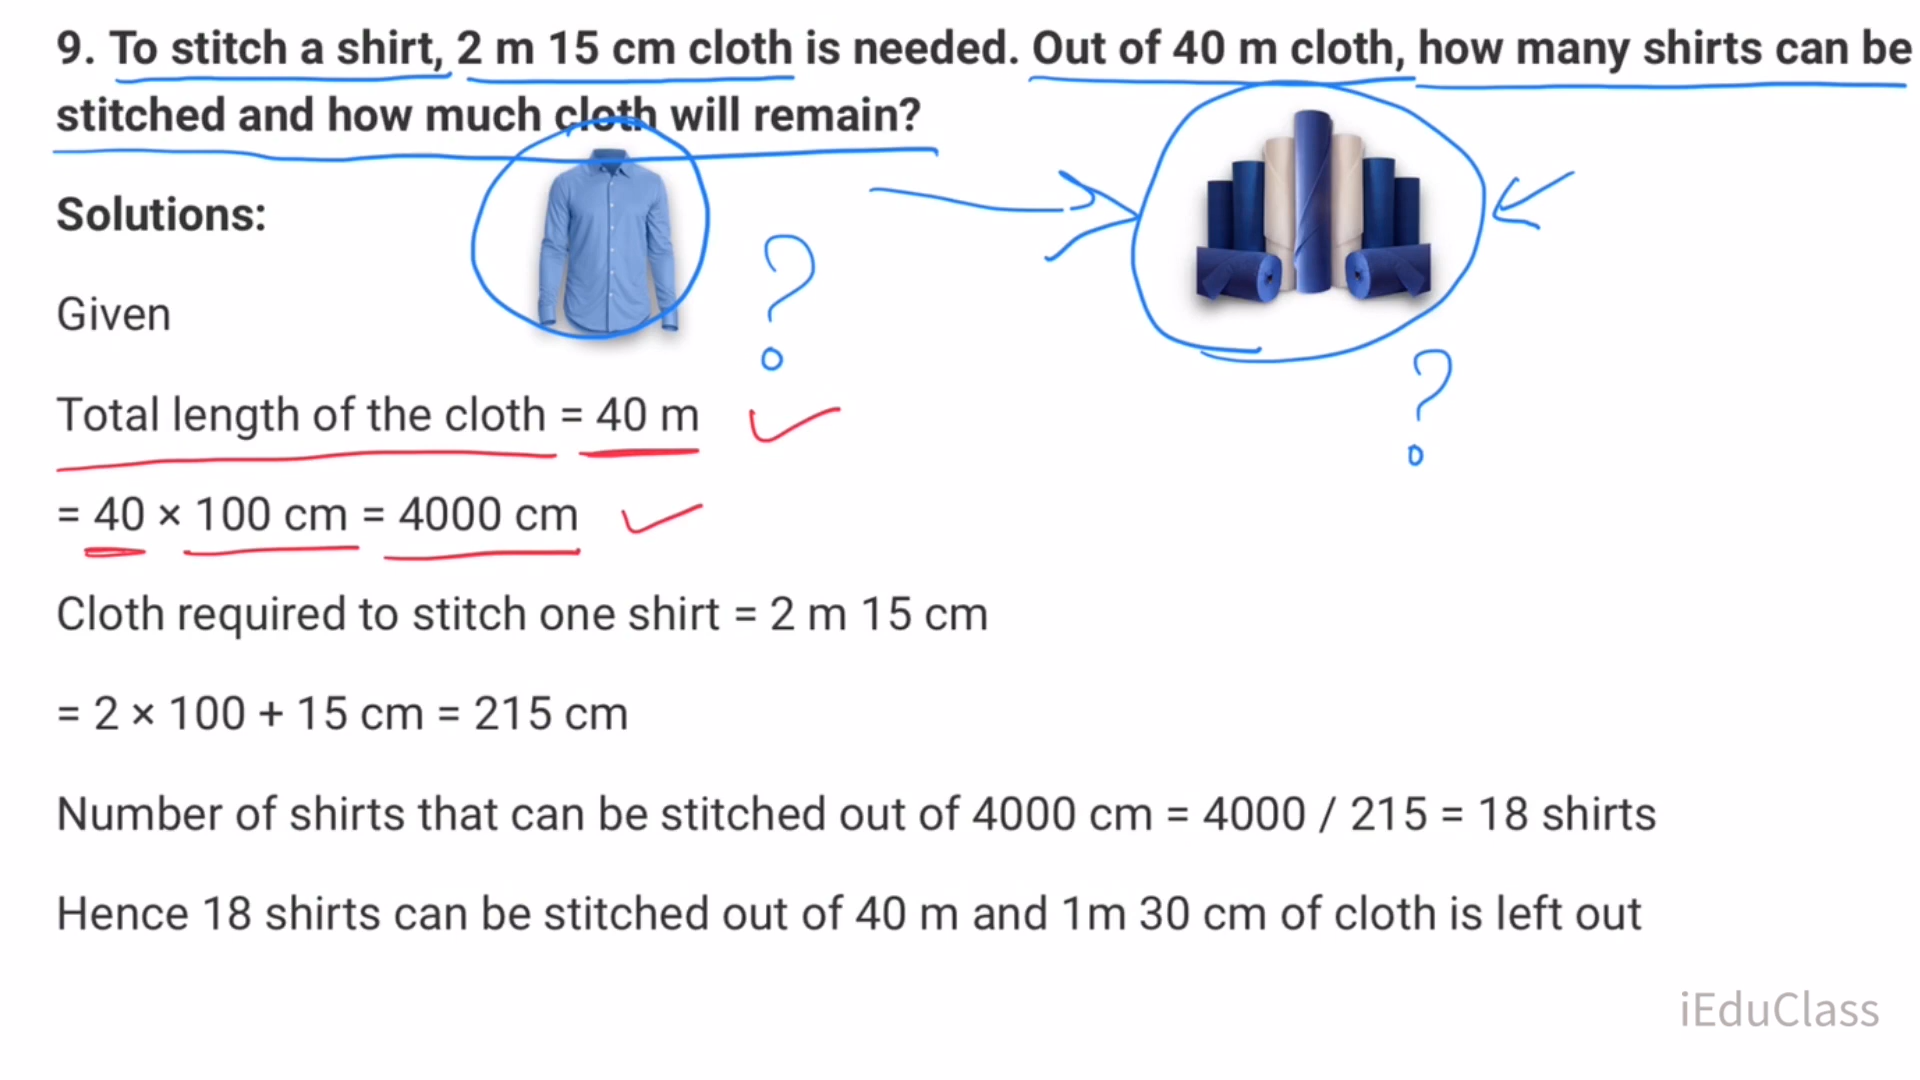 9. To stitch a shirt, 2 m 15 cm cloth is needed. Out of 40 m cloth, how many shirts can be
stitched and how much cloth will remain?
Solutions:
Given
Total length of the cloth = 40 m
= 40 × 100 cm = 4000 cm
Cloth required to stitch one shirt = 2 m 15 cm
= 2 × 100 + 15 cm = 215 cm
Number of shirts that can be stitched out of 4000 cm = 4000 / 215 = 18 shirts
Hence 18 shirts can be stitched out of 40 m and 1m 30 cm of cloth is left out
?
?
iEduClass